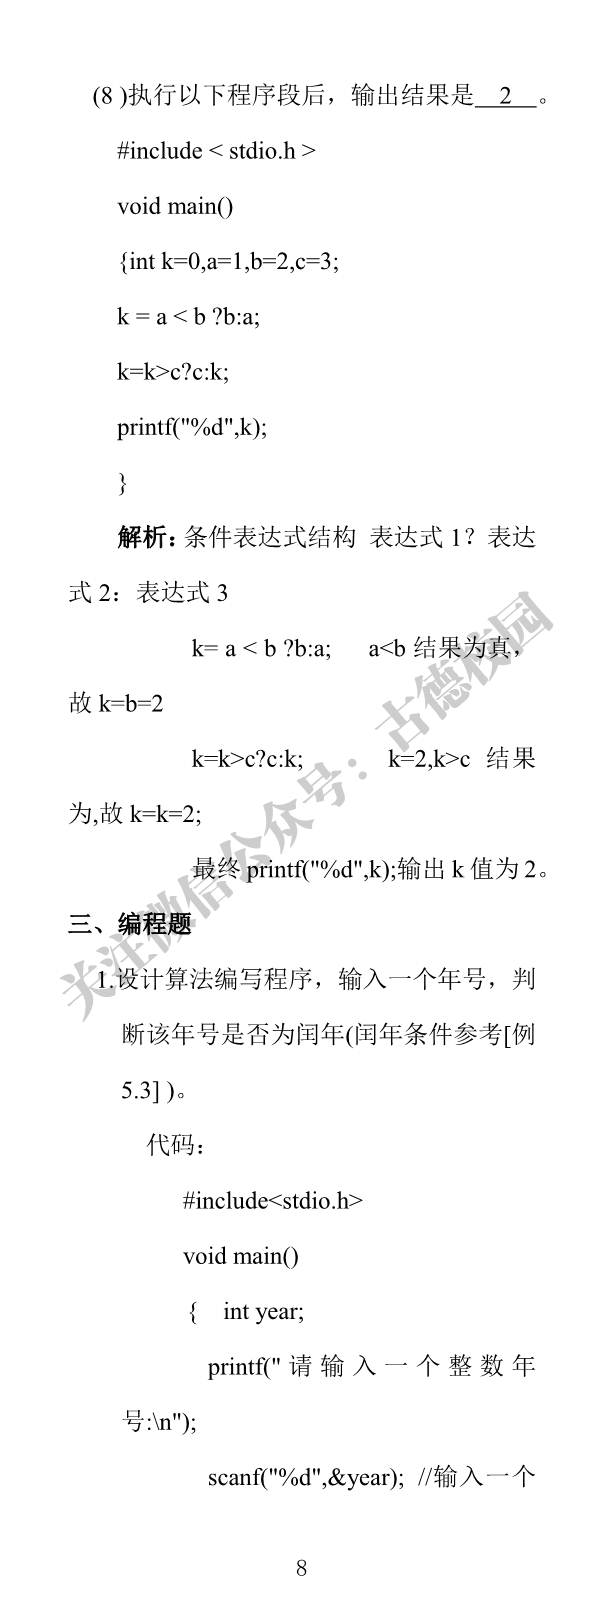 (8 )执行以下程序段后，输出结果是 2 。
#include < stdio.h >
void main()
{int k=0,a=1,b=2,c=3;
k = a < b ?b:a;
k=k>c?c:k;
printf("%d",k);
}
解析：条件表达式结构 表达式 1？表达
式 2：表达式 3
k= a < b ?b:a; a<b 结果为真，
故 k=b=2
k=k>c?c:k; k=2,k>c 结果
为,故 k=k=2;
最终 printf("%d",k);输出 k 值为 2。
三、编程题
1.设计算法编写程序，输入一个年号，判
断该年号是否为闰年(闰年条件参考[例
5.3] )。
代码：
#include<stdio.h>
void main()
{ int year;
printf("请输入一个整数年
号:\n");
scanf("%d",&year); //输入一个
8
关注微信公众号：古德校园